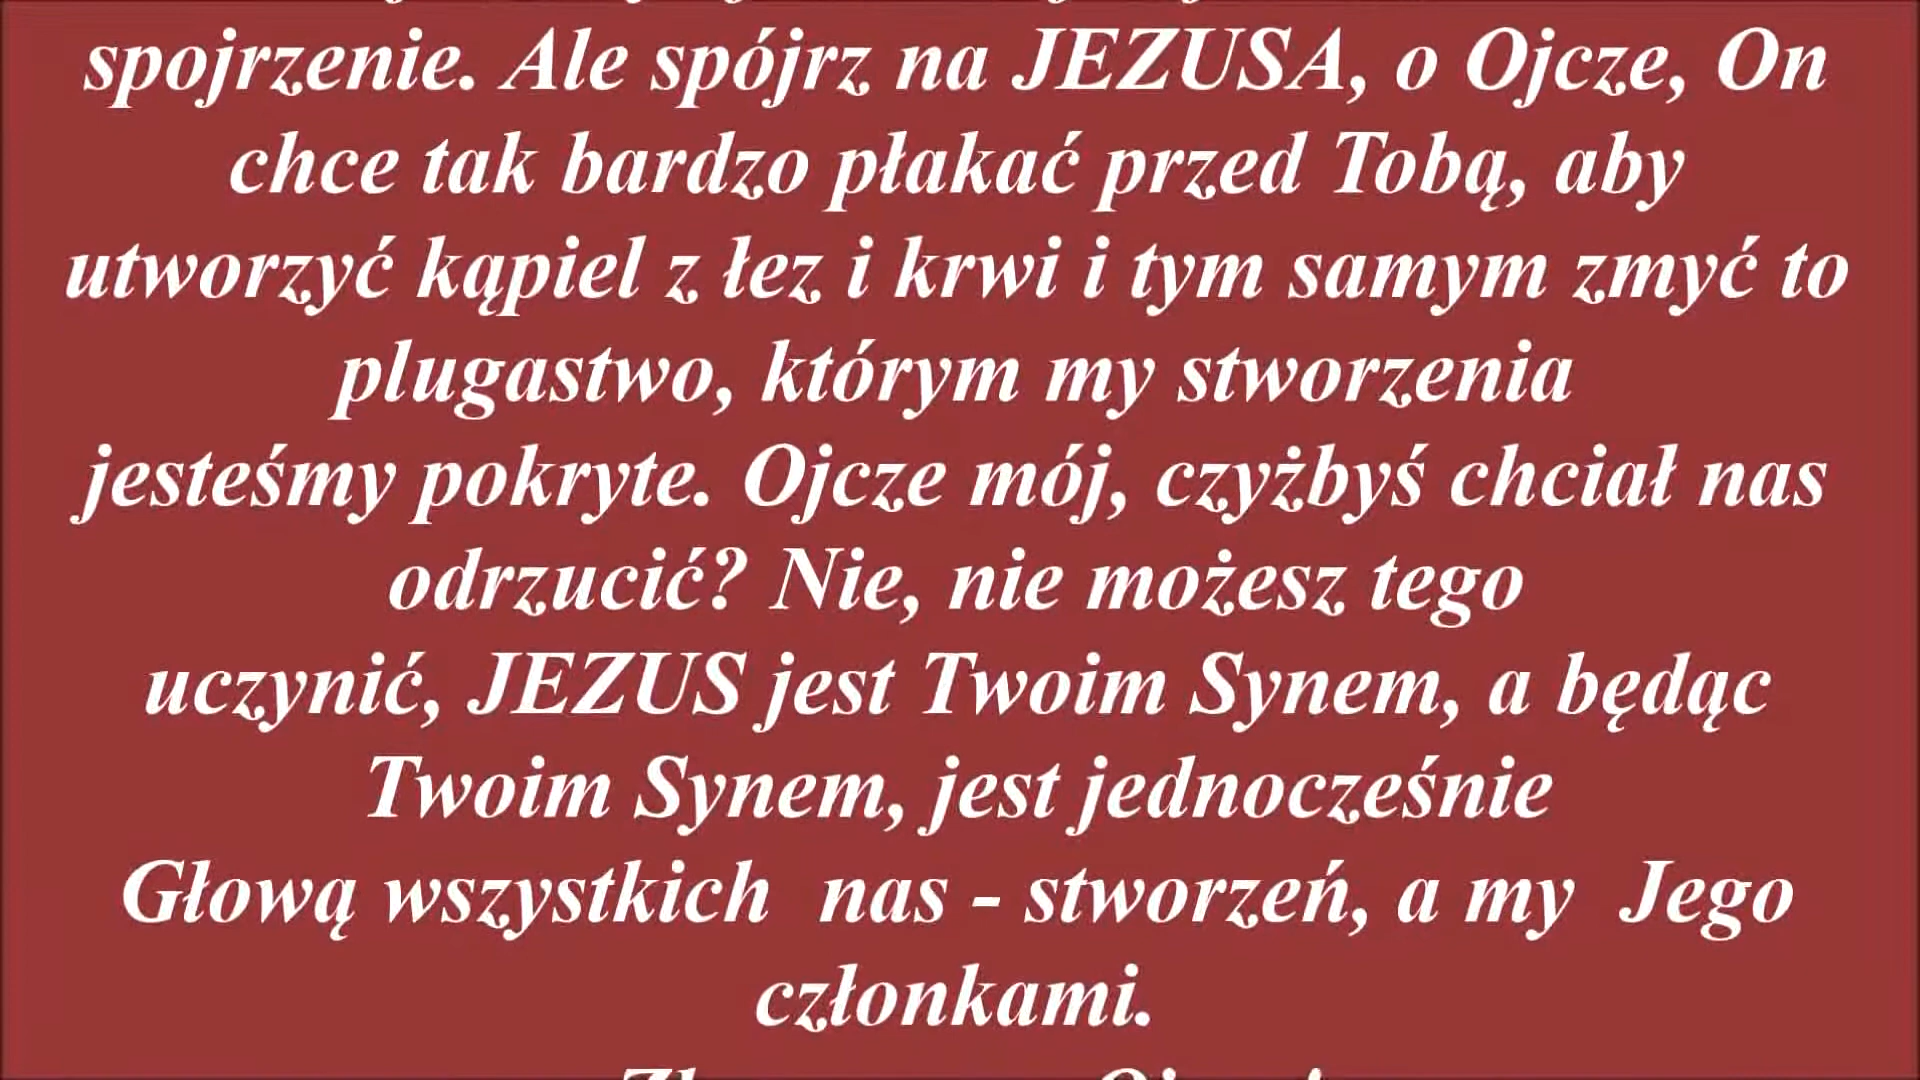 spojrzenie. Ale spójrz na JEZUSA, o Ojcze, On
chce tak bardzo płakać przed Tobą, aby
utworzyć kąpiel z łez i krwi i tym samym zmyć to
plugastwo, którym my stworzenia
jesteśmy pokryte. Ojcze mój, czyżbyś chciał nas
odrzucić? Nie, nie możesz tego
uczynić, JEZUS jest Twoim Synem, a będąc
Twoim Synem, jest jednocześnie
Głową wszystkich  nas - stworzeń, a my  Jego
członkami.